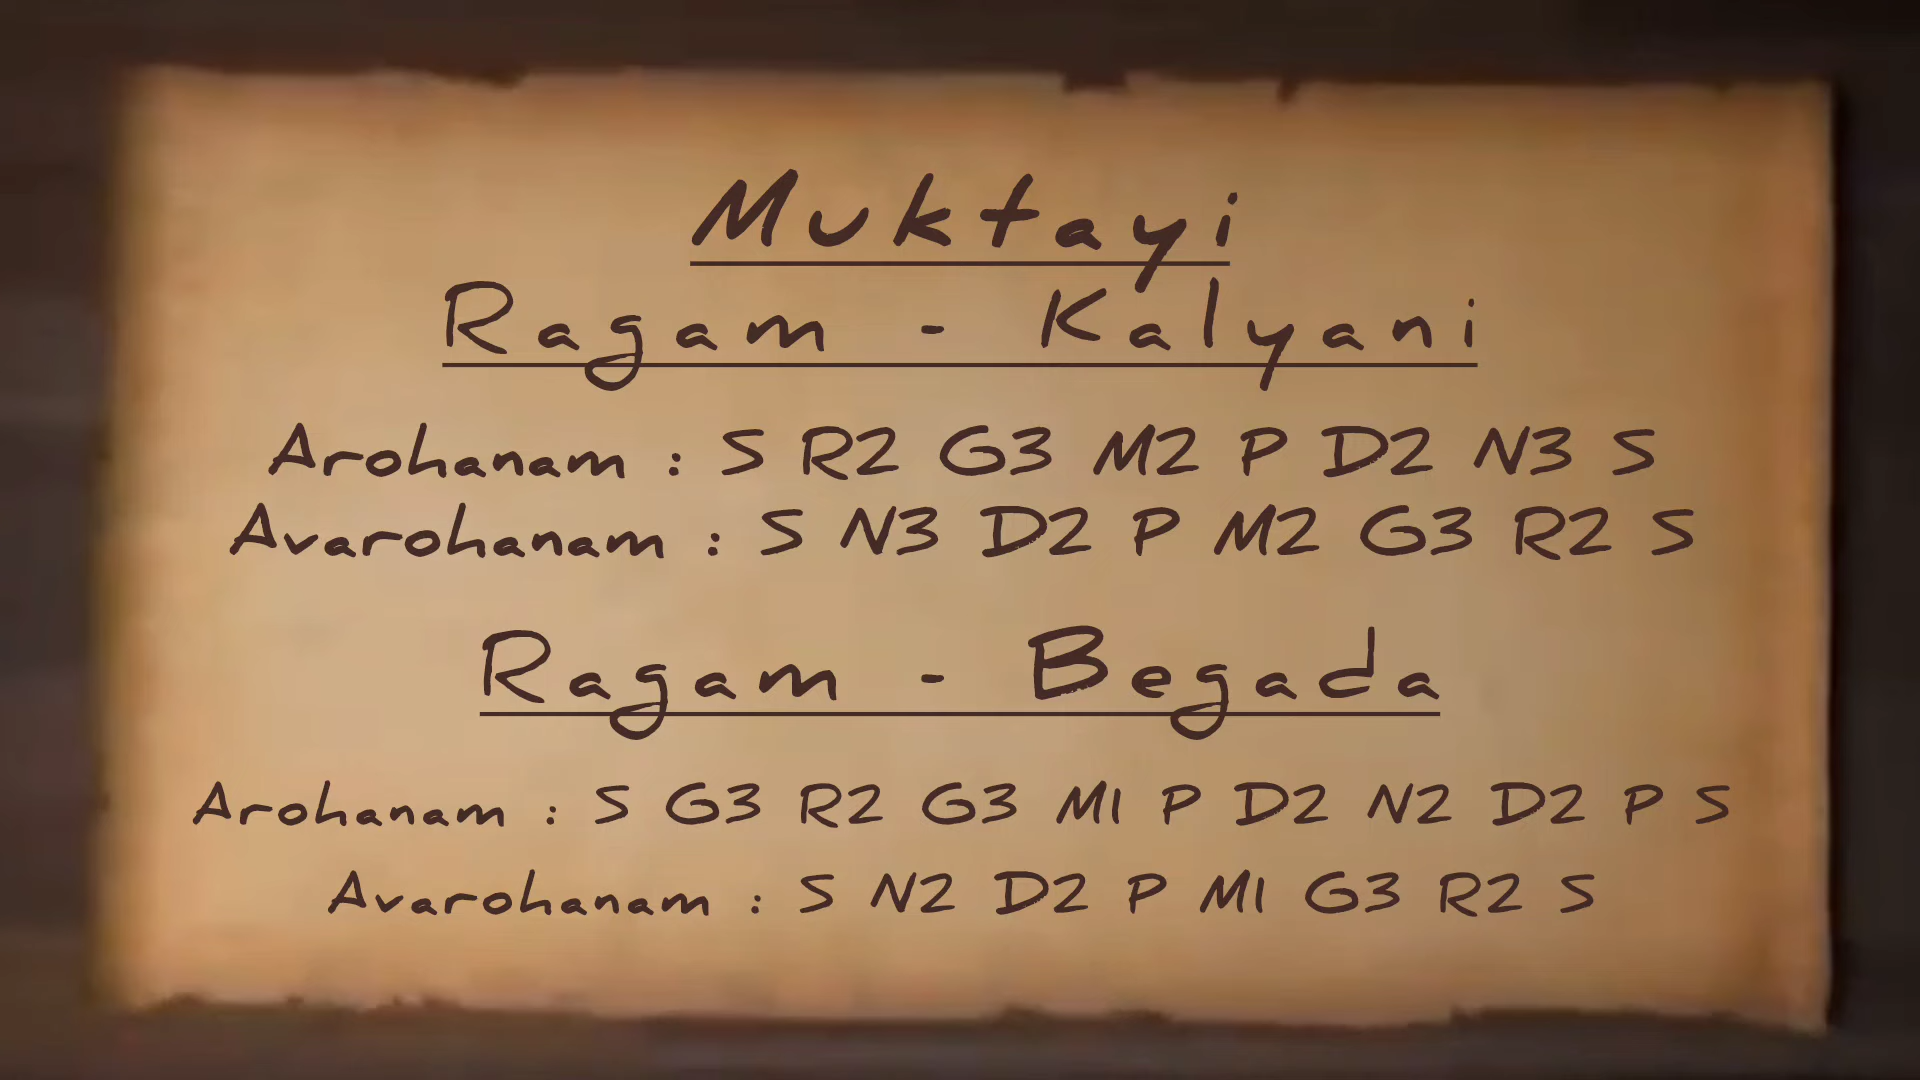 Muktayi
Ragam - Kalyani
Arohanam : S R2 G3 M2 P D2 N3 S
Avarohanam : S N3 D2 P M2 G3 R2 S
Ragam - Begada
Arohanam : S G3 R2 G3 M1 P D2 N2 D2 P S
Avarohanam : S N2 D2 P M1 G3 R2 S